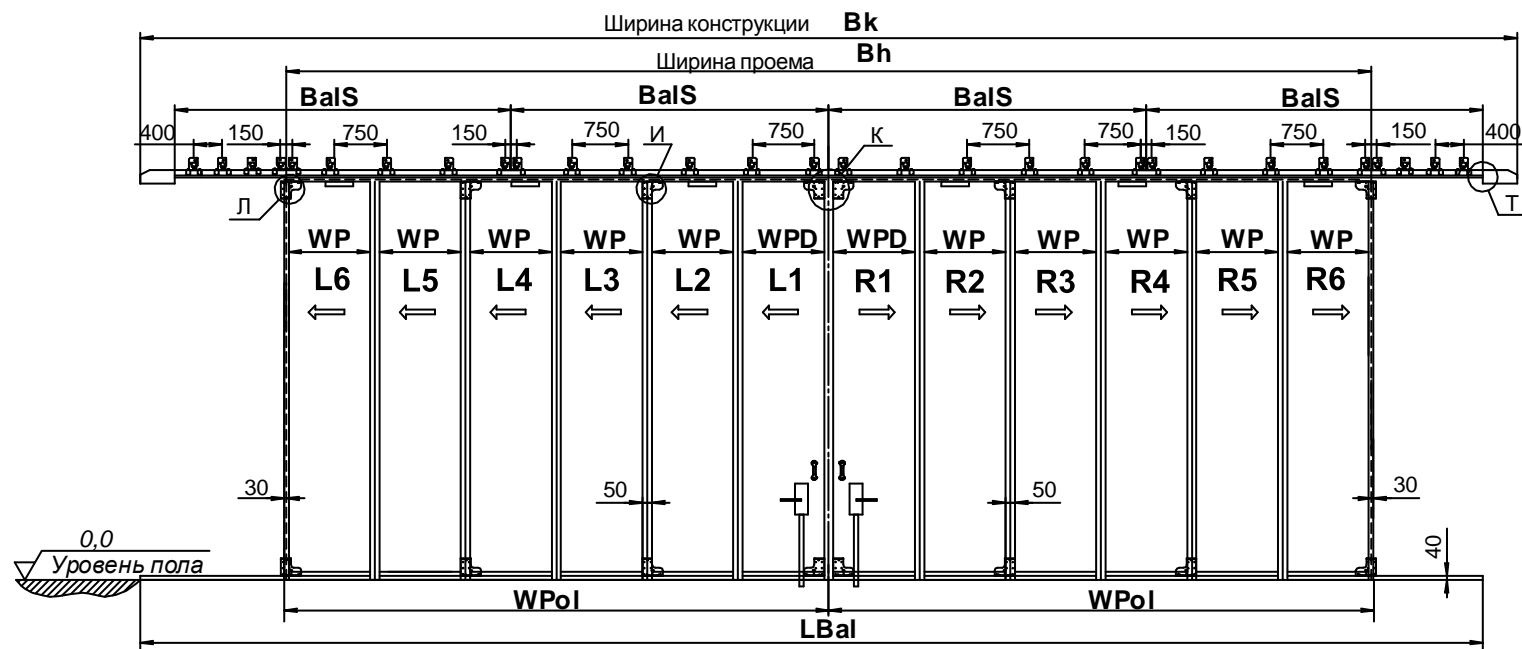 Ширина конструкции Bk
Ширина проема Bh
BalS BalS BalS BalS
400 150 750 150 750 750 750 750 150 750 150 400
И К
Л Т
WP WP WP WP WP WPD WPD WP WP WP WP WP
L6 L5 L4 L3 L2 L1 R1 R2 R3 R4 R5 R6
30 50 50 30
0,0
Уровень пола
40
WPol WPol
LBal